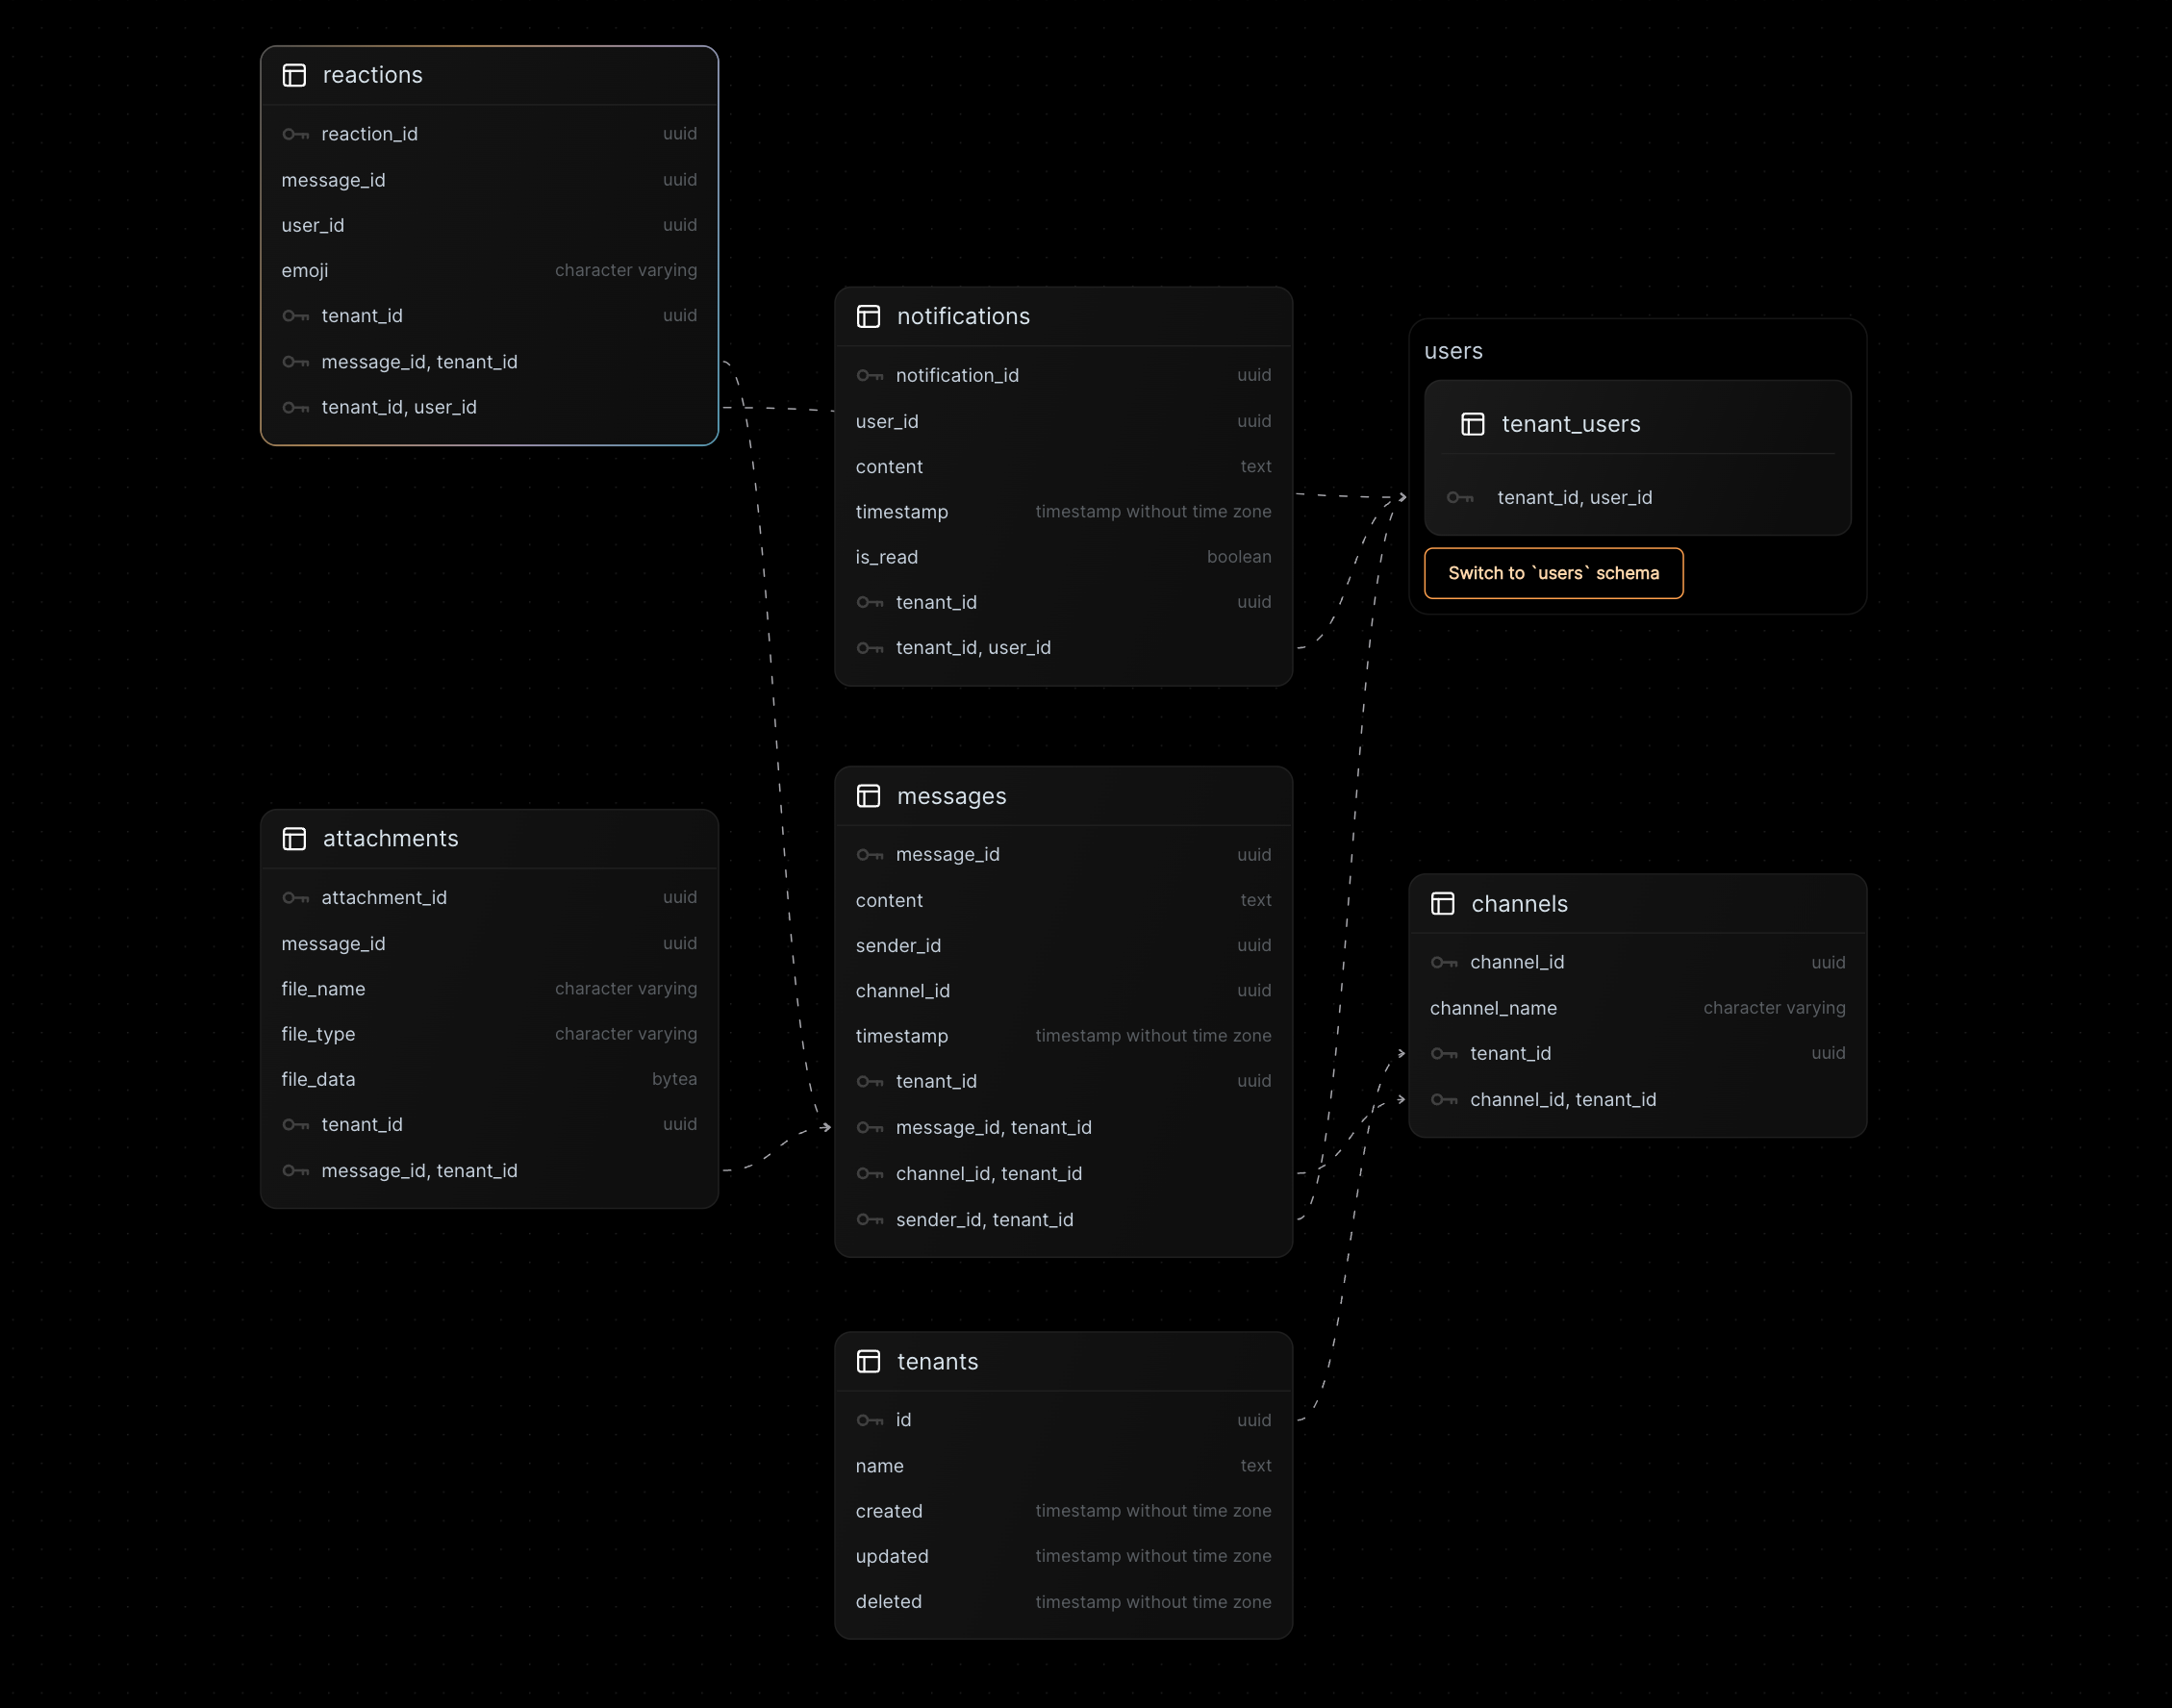 reactions
reaction_id uuid
message_id uuid
user_id uuid
emoji character varying
tenant_id uuid
message_id, tenant_id
tenant_id, user_id
attachments
attachment_id uuid
message_id uuid
file_name character varying
file_type character varying
file_data bytea
tenant_id uuid
message_id, tenant_id
notifications
notification_id uuid
user_id uuid
content text
timestamp timestamp without time zone
is_read boolean
tenant_id uuid
tenant_id, user_id
messages
message_id uuid
content text
sender_id uuid
channel_id uuid
timestamp timestamp without time zone
tenant_id uuid
message_id, tenant_id
channel_id, tenant_id
sender_id, tenant_id
tenants
id uuid
name text
created timestamp without time zone
updated timestamp without time zone
deleted timestamp without time zone
users
tenant_users
tenant_id, user_id
Switch to `users` schema
channels
channel_id uuid
channel_name character varying
tenant_id uuid
channel_id, tenant_id